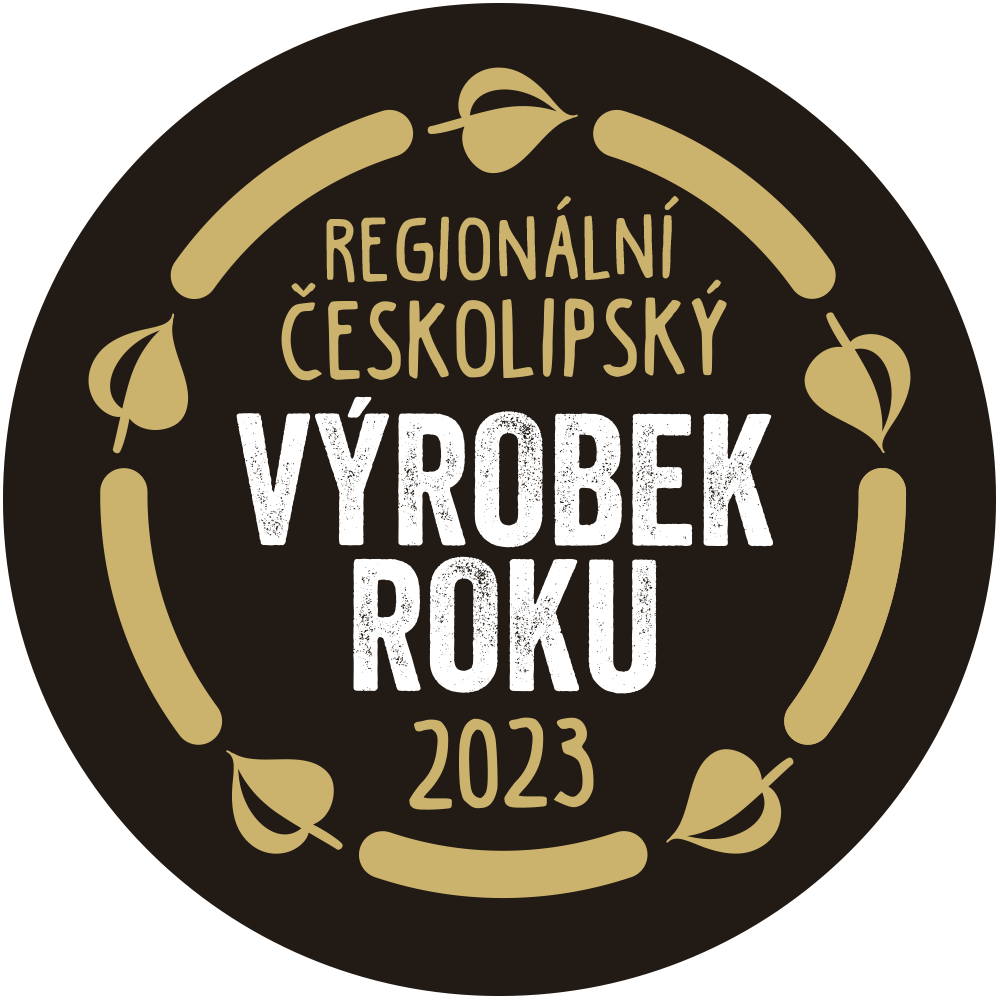 REGIONÁLNÍ
ČESKOLIPSKÝ
VÝROBEK
ROKU
2023